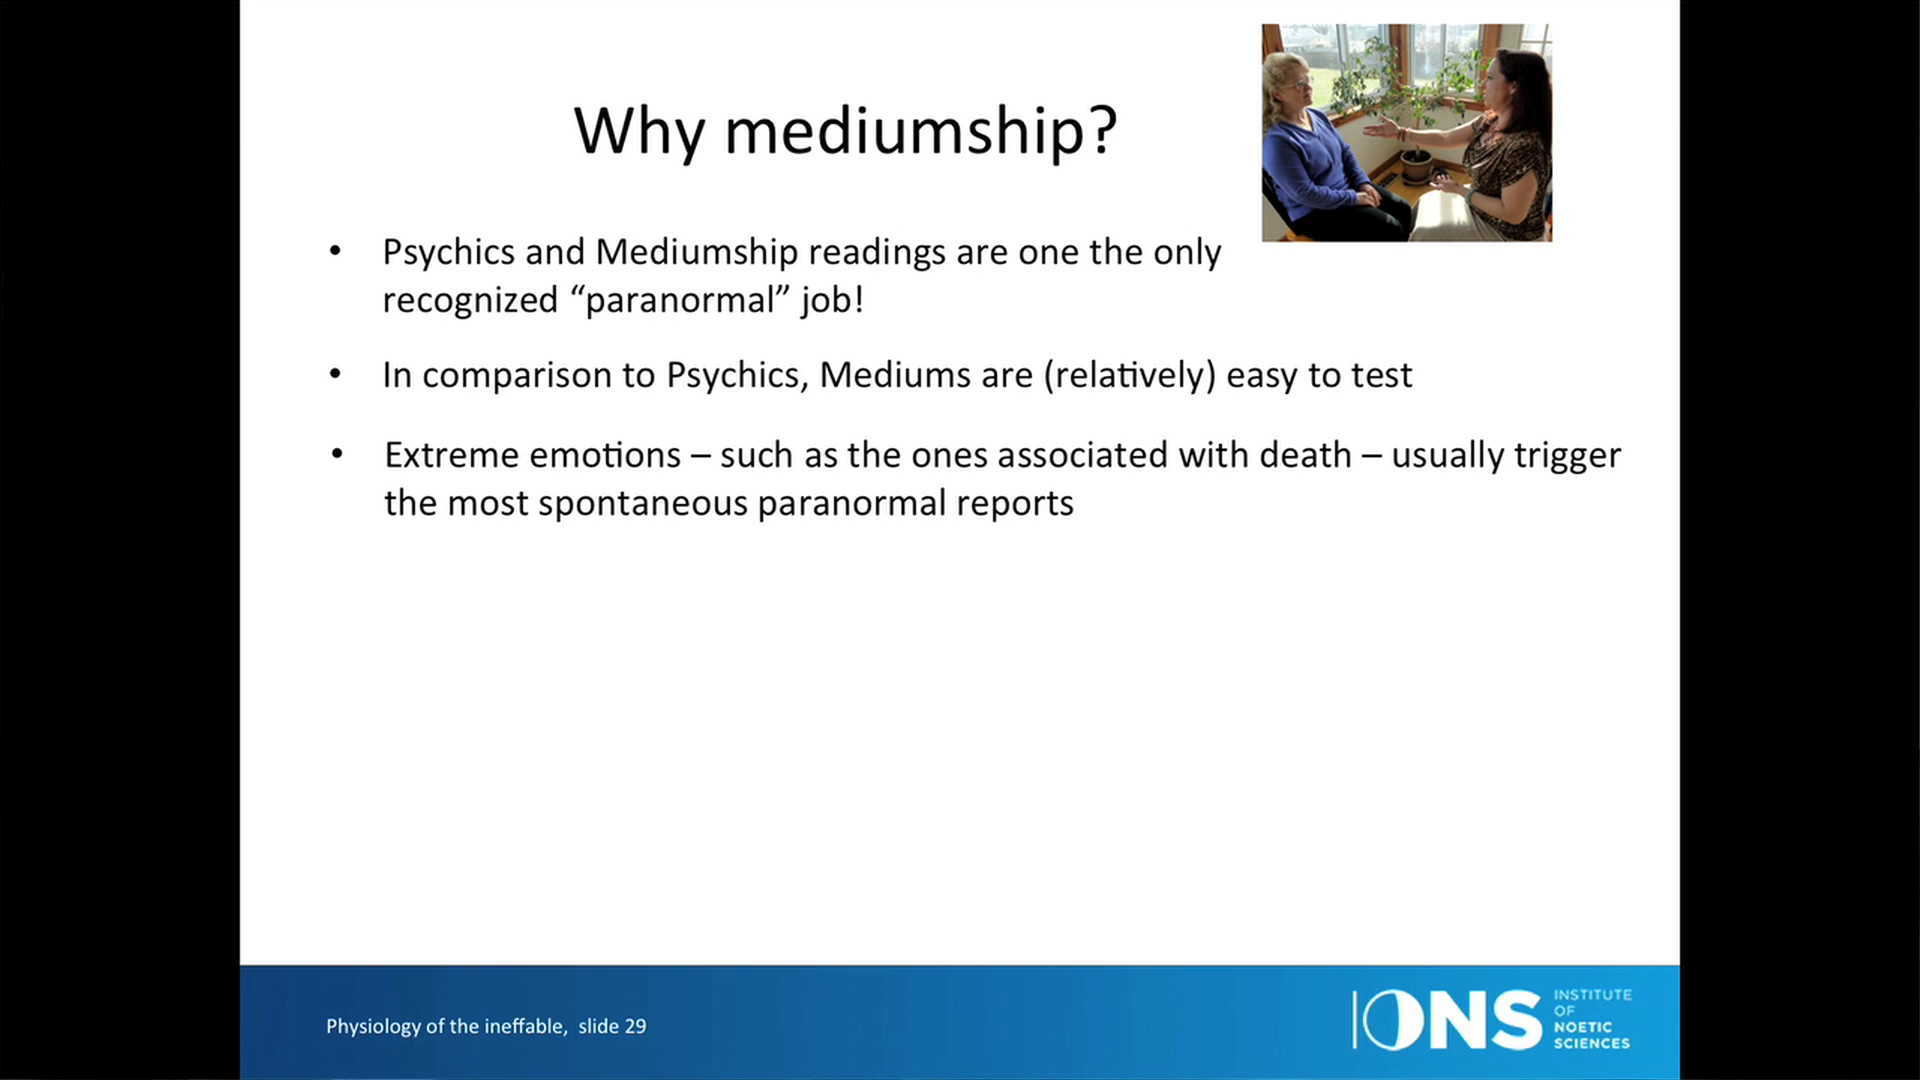 Why mediumship?
• Psychics and Mediumship readings are one the only
recognized “paranormal” job!
• In comparison to Psychics, Mediums are (relatively) easy to test
• Extreme emotions – such as the ones associated with death – usually trigger
the most spontaneous paranormal reports
Physiology of the ineffable, slide 29
IONS
INSTITUTE
OF
NOETIC
SCIENCES